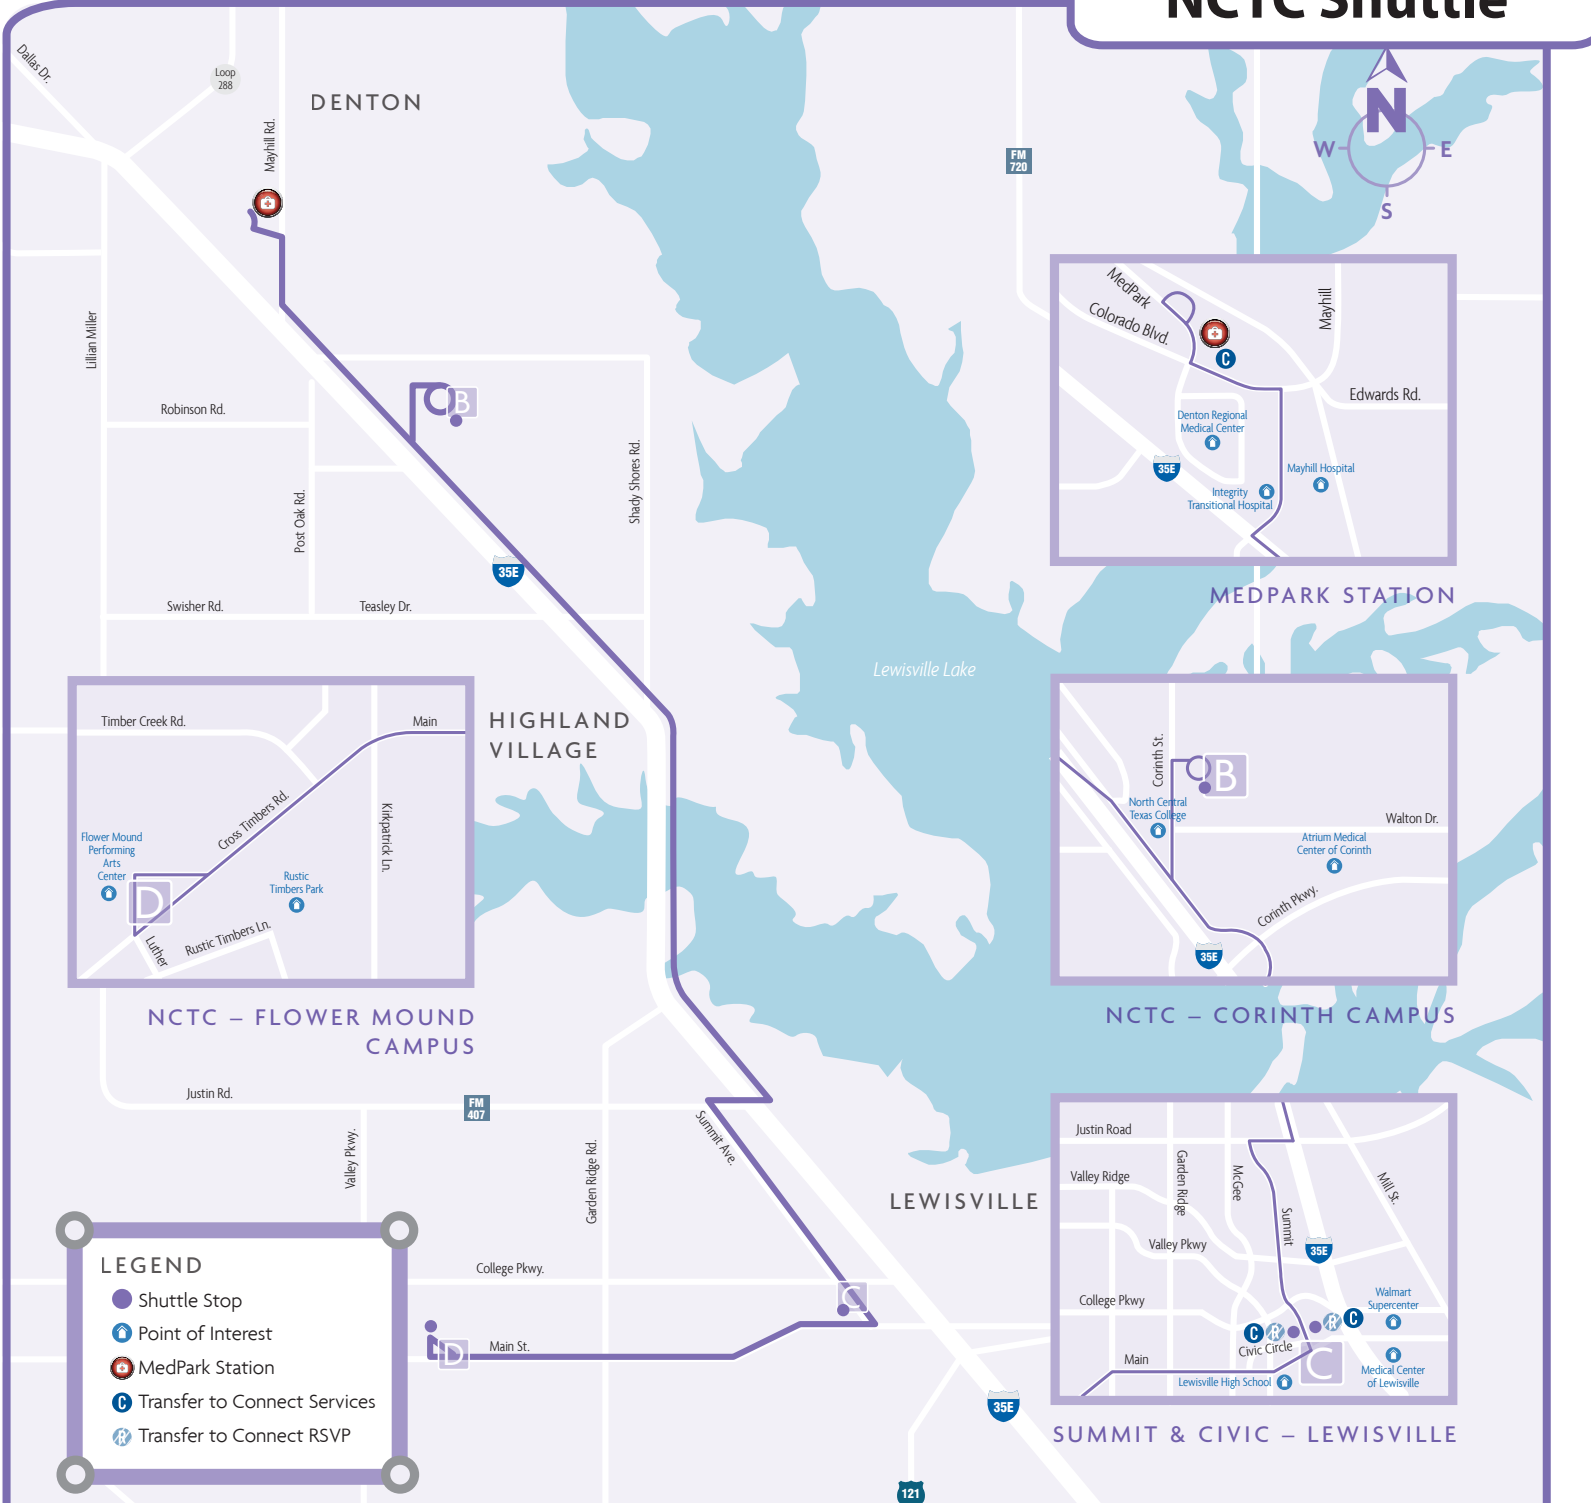 NCTC Shuttle
Dallas Dr.
Loop
288
DENTON
Mayhill Rd.
FM
720
N
W
E
S
Lillian Miller
Robinson Rd.
B
Post Oak Rd.
Shady Shores Rd.
35E
Swisher Rd.
Teasley Dr.
Lewisville Lake
HIGHLAND
VILLAGE
MedPark
Colorado Blvd.
Mayhill
C
Edwards Rd.
Denton Regional
Medical Center
35E
Mayhill Hospital
Integrity
Transitional Hospital
MEDPARK STATION
Timber Creek Rd.
Main
Cross Timbers Rd.
Kirkpatrick Ln.
Flower Mound
Performing
Arts
Center
D
Rustic
Timbers Park
Luther
Rustic Timbers Ln.
NCTC – FLOWER MOUND
CAMPUS
Corinth St.
B
North Central
Texas College
Walton Dr.
Atrium Medical
Center of Corinth
Corinth Pkwy.
35E
NCTC – CORINTH CAMPUS
Justin Rd.
FM
407
Summit Ave.
Valley Pkwy.
Garden Ridge Rd.
LEWISVILLE
College Pkwy.
C
Main St.
D
35E
121
Justin Road
Valley Ridge
Garden Ridge
McGee
Mill St.
Summit
Valley Pkwy
35E
College Pkwy
Walmart
Supercenter
C
R
R
C
Civic Circle
Main
C
Lewisville High School
Medical Center
of Lewisville
SUMMIT & CIVIC – LEWISVILLE
LEGEND
Shuttle Stop
Point of Interest
MedPark Station
C Transfer to Connect Services
R Transfer to Connect RSVP